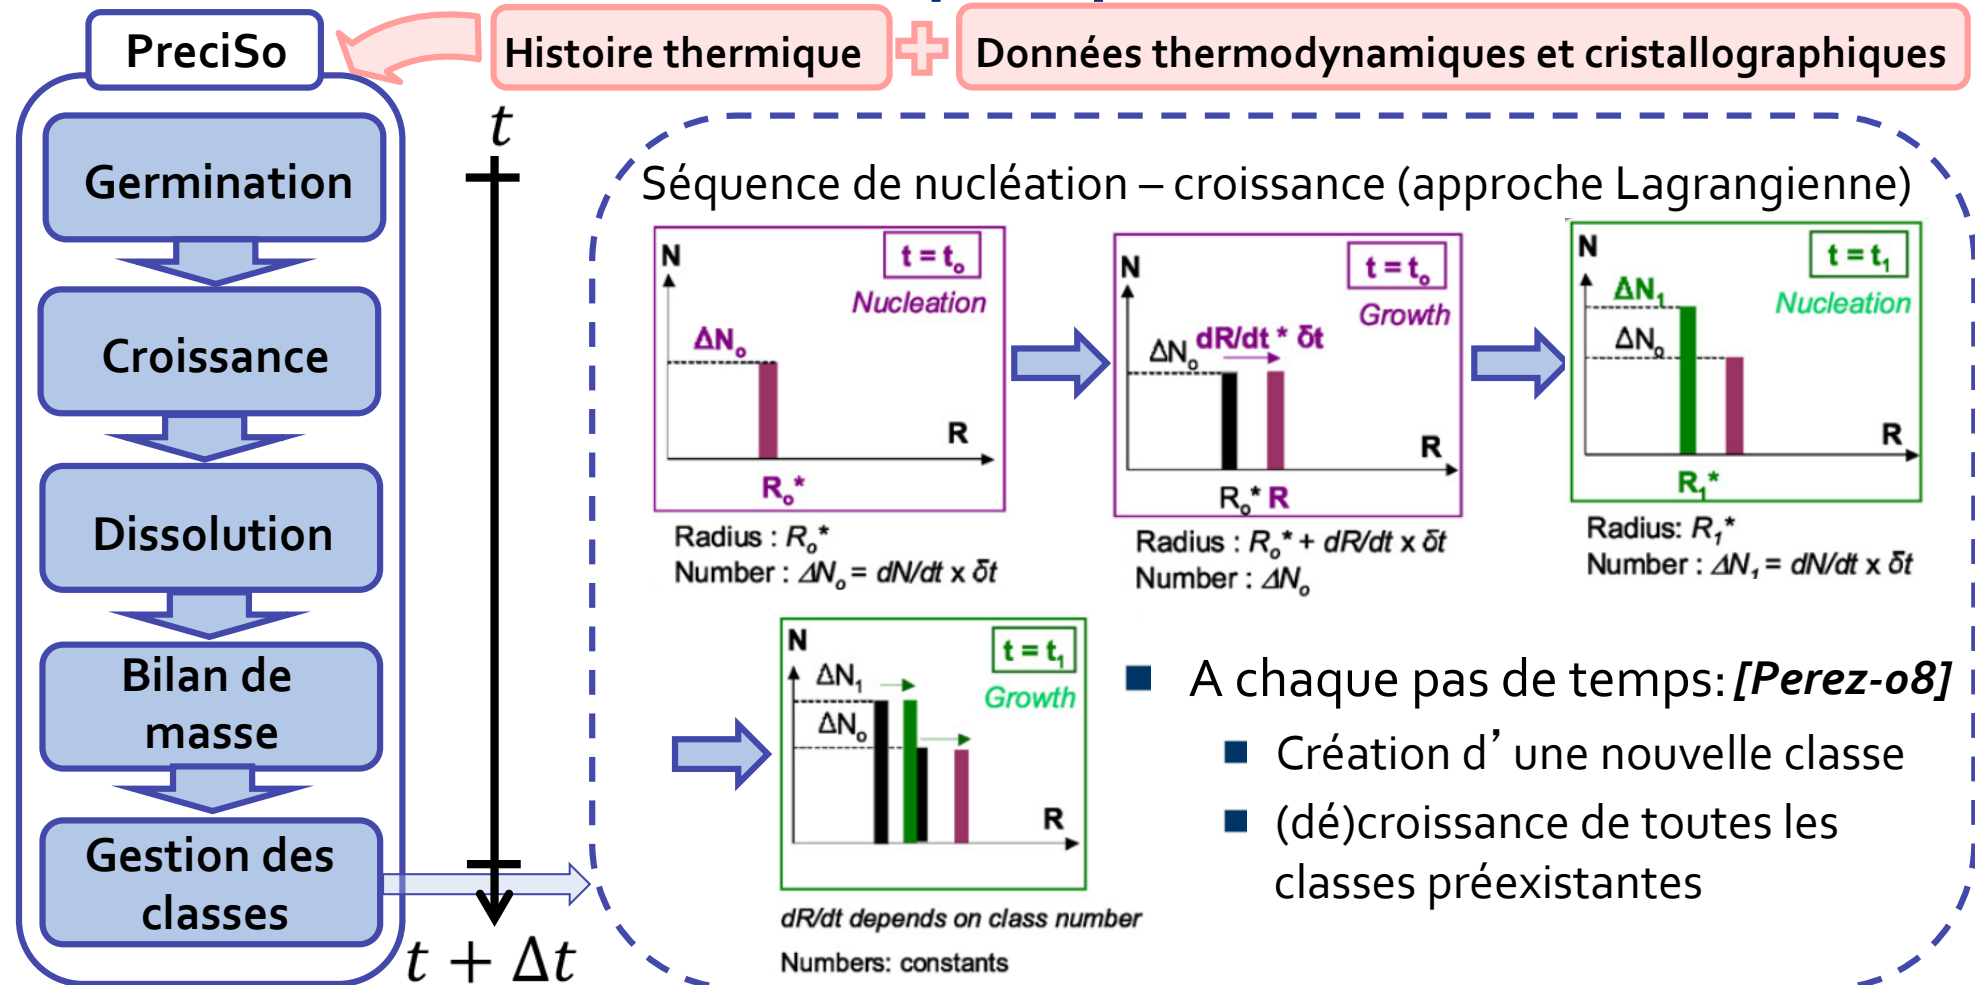 PreciSo
Histoire thermique
Données thermodynamiques et cristallographiques
Germination
Croissance
Dissolution
Bilan de
masse
Gestion des
classes
t
t + Δt
Séquence de nucléation – croissance (approche Lagrangienne)
N
t = t₀
Nucleation
ΔN₀
R
R₀*
Radius : R₀*
Number : ΔN₀ = dN/dt x δt
N
t = t₀
Growth
dR/dt * δt
ΔN₀
R
R₀* R
Radius : R₀* + dR/dt x δt
Number : ΔN₀
N
t = t₁
Nucleation
ΔN₁
ΔN₀
R
R₁*
Radius: R₁*
Number : ΔN₁ = dN/dt x δt
N
t = t₁
Growth
ΔN₁
ΔN₀
R
dR/dt depends on class number
Numbers: constants
■ A chaque pas de temps: [Perez-08]
■ Création d’ une nouvelle classe
■ (dé)croissance de toutes les
classes préexistantes